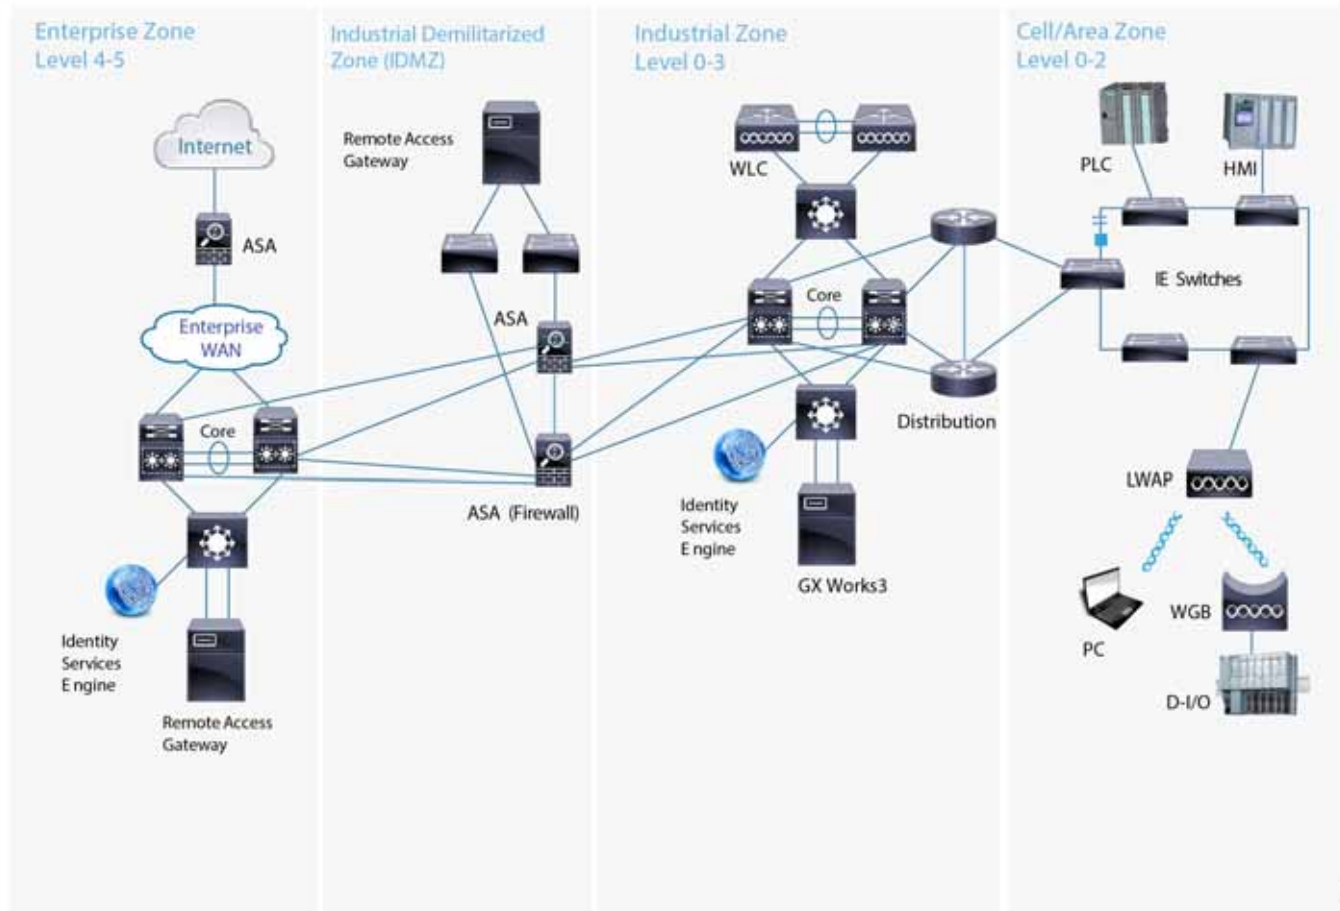 Enterprise Zone
Level 4-5
Internet
ASA
Enterprise
WAN
Core
Identity
Services
E ngine
Remote Access
Gateway
Industrial Demilitarized
Zone (IDMZ)
Remote Access
Gateway
ASA
ASA (Firewall)
Industrial Zone
Level 0-3
WLC
Core
Distribution
Identity
Services
E ngine
GX Works3
Cell/Area Zone
Level 0-2
PLC
HMI
IE Switches
LWAP
PC
WGB
D-I/O